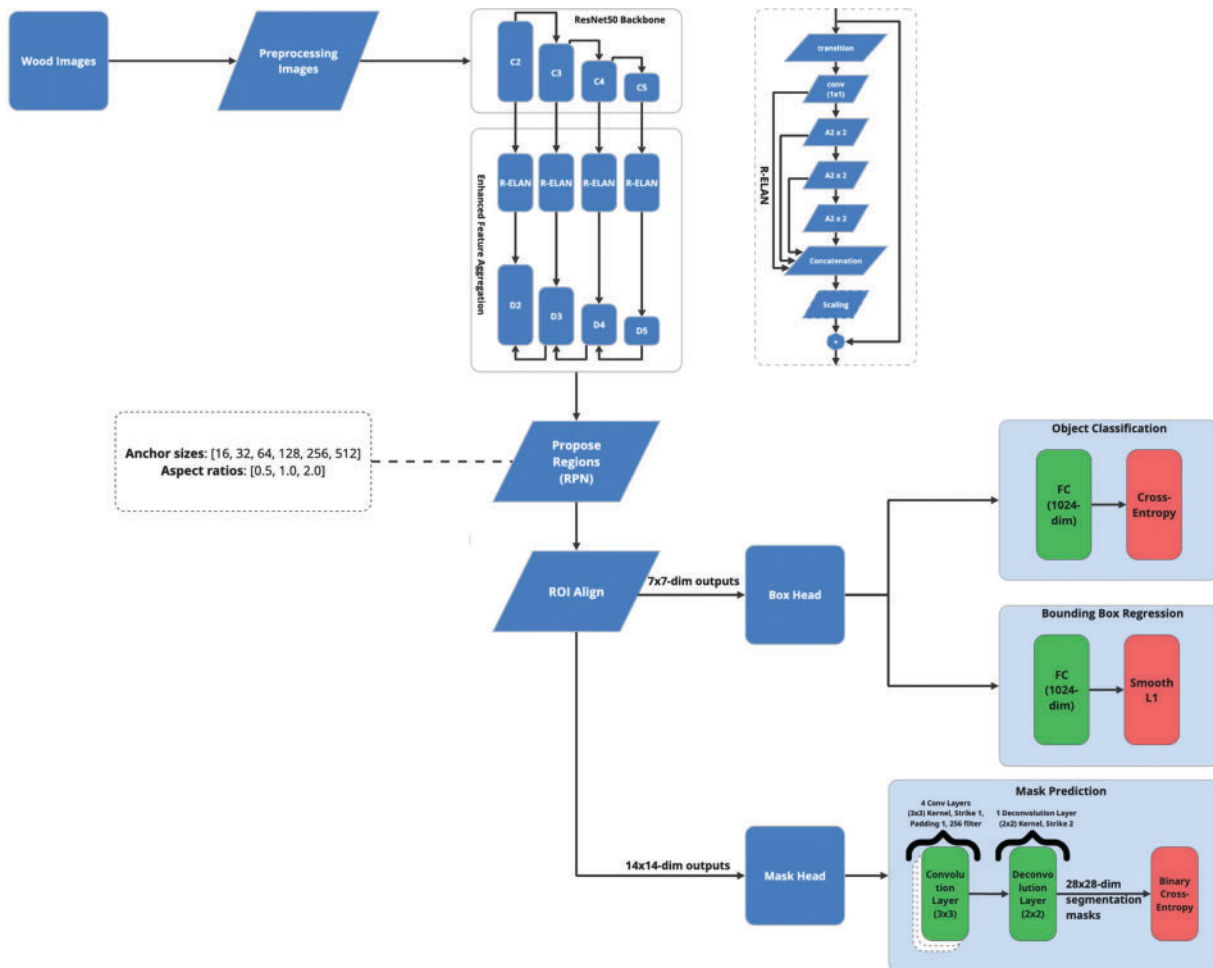 Wood Images
Preprocessing
Images
ResNet50 Backbone
C2
C3
C4
C5
Enhanced Feature Aggregation
R-ELAN
R-ELAN
R-ELAN
R-ELAN
D2
D3
D4
D5
R-ELAN
transition
conv
(1x1)
A2 x 2
A2 x 2
A2 x 2
Concatenation
Scaling
+
Anchor sizes: [16, 32, 64, 128, 256, 512]
Aspect ratios: [0.5, 1.0, 2.0]
Propose
Regions
(RPN)
ROI Align
7x7-dim outputs
Box Head
Object Classification
FC
(1024-
dim)
Cross-
Entropy
Bounding Box Regression
FC
(1024-
dim)
Smooth
L1
14x14-dim outputs
Mask Head
Mask Prediction
4 Conv Layers
(3x3) Kernel, Strike 1,
Padding 1, 256 filter
1 Deconvolution Layer
(2x2) Kernel, Strike 2
Convolu
tion
Layer
(3x3)
Deconv
olution
Layer
(2x2)
28x28-dim
segmentation
masks
Binary
Cross-
Entropy